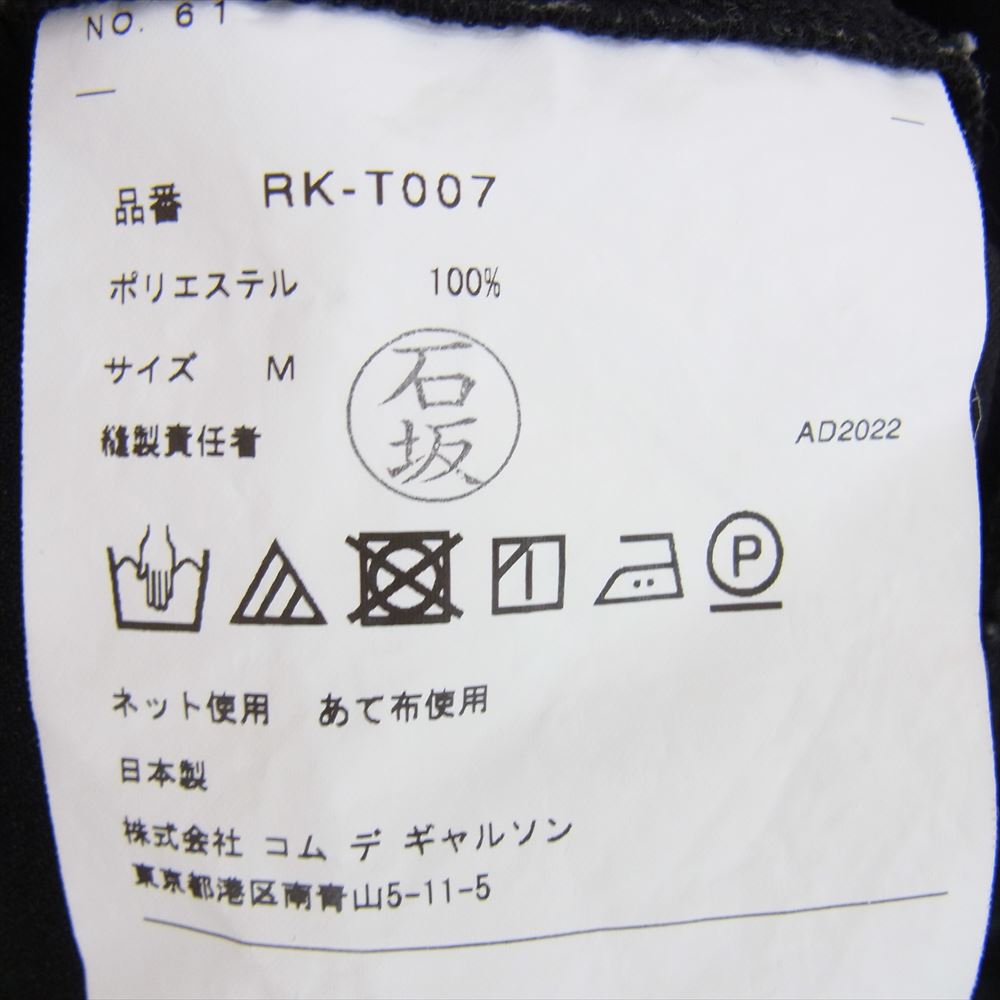 NO. 61
品番 RK-T007
ポリエステル 100%
サイズ M
縫製責任者 石坂 AD2022
P
ネット使用 あて布使用
日本製
株式会社 コム デ ギャルソン
東京都港区南青山5-11-5